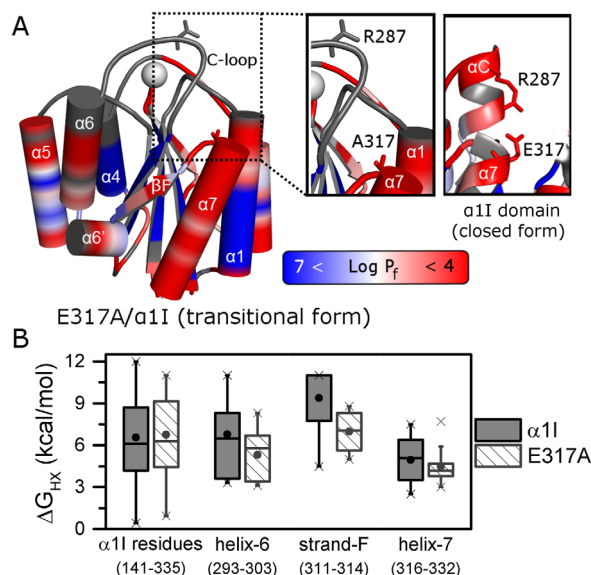 A
R287
C-loop
α6
α5
α4
βF
α7
α6'
α1
R287
A317
α1
α7
αC
R287
E317
α7
α1I domain
(closed form)
7 < Log Pf < 4
E317A/α1I (transitional form)
B
ΔGHX (kcal/mol)
12
9
6
3
0
α1I
E317A
α1I residues helix-6 strand-F helix-7
(141-335) (293-303) (311-314) (316-332)